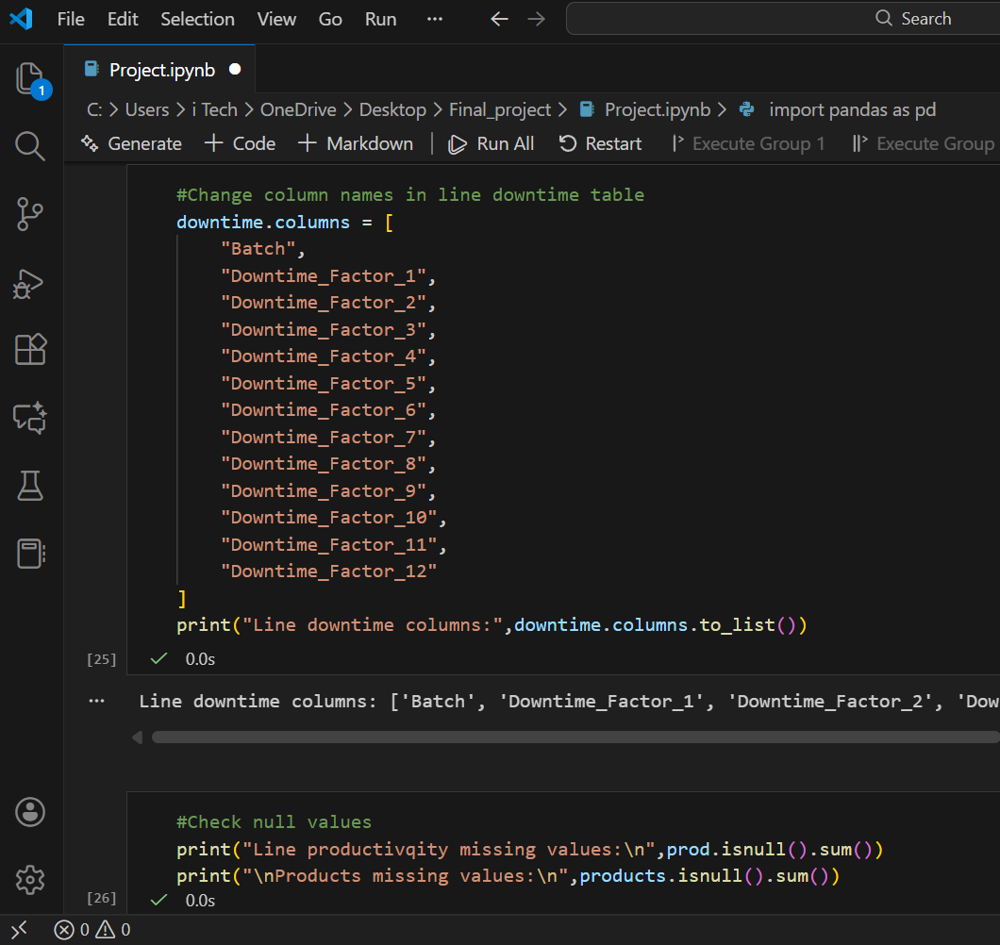 File Edit Selection View Go Run ··· ← → Search
Project.ipynb ●
1
C: > Users > i Tech > OneDrive > Desktop > Final_project > Project.ipynb > import pandas as pd
Generate + Code + Markdown | Run All Restart Execute Group 1 Execute Group
#Change column names in line downtime table
downtime.columns = [
    "Batch",
    "Downtime_Factor_1",
    "Downtime_Factor_2",
    "Downtime_Factor_3",
    "Downtime_Factor_4",
    "Downtime_Factor_5",
    "Downtime_Factor_6",
    "Downtime_Factor_7",
    "Downtime_Factor_8",
    "Downtime_Factor_9",
    "Downtime_Factor_10",
    "Downtime_Factor_11",
    "Downtime_Factor_12"
]
print("Line downtime columns:",downtime.columns.to_list())
[25] ✓ 0.0s
··· Line downtime columns: ['Batch', 'Downtime_Factor_1', 'Downtime_Factor_2', 'Dow
#Check null values
print("Line productivqity missing values:\n",prod.isnull().sum())
print("\nProducts missing values:\n",products.isnull().sum())
[26] ✓ 0.0s
0 0